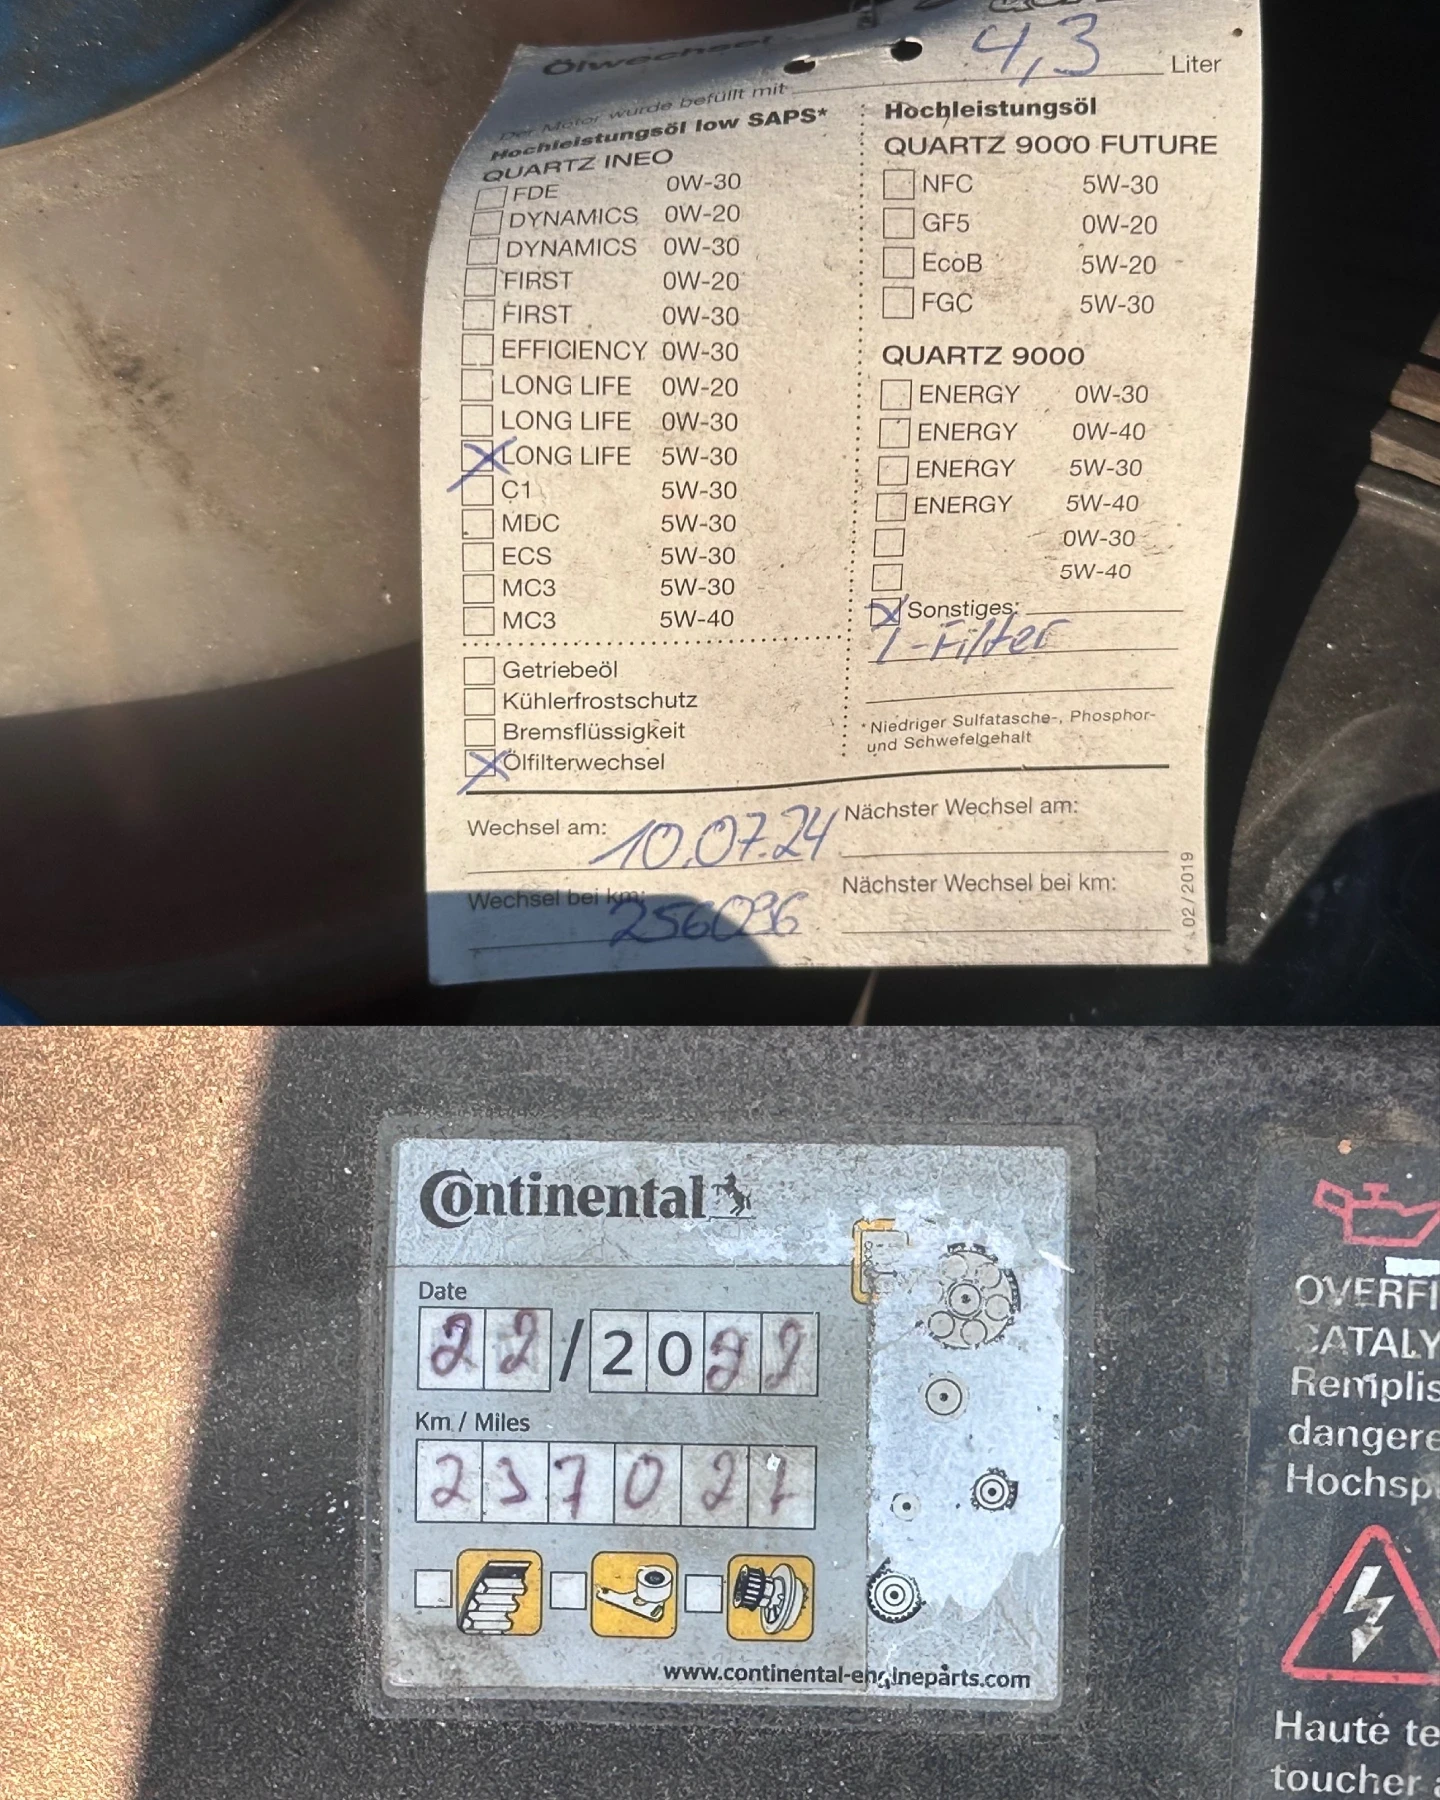 Ölwechsel
Der Motor wurde befüllt mit 4,3 Liter
Hochleistungsöl low SAPS*
QUARTZ INEO
FDE 0W-30
DYNAMICS 0W-20
DYNAMICS 0W-30
FIRST 0W-20
FIRST 0W-30
EFFICIENCY 0W-30
LONG LIFE 0W-20
LONG LIFE 0W-30
X LONG LIFE 5W-30
C1 5W-30
MDC 5W-30
ECS 5W-30
MC3 5W-30
MC3 5W-40
Getriebeöl
Kühlerfrostschutz
Bremsflüssigkeit
X Ölfilterwechsel
Hochleistungsöl
QUARTZ 9000 FUTURE
NFC 5W-30
GF5 0W-20
EcoB 5W-20
FGC 5W-30
QUARTZ 9000
ENERGY 0W-30
ENERGY 0W-40
ENERGY 5W-30
ENERGY 5W-40
0W-30
5W-40
X Sonstiges:
-Filter
* Niedriger Sulfatasche-, Phosphor-
und Schwefelgehalt
Wechsel am: 10.07.24
Nächster Wechsel am:
Wechsel bei km: 256096
Nächster Wechsel bei km:
02/2019
Continental
Date
22/2022
Km / Miles
237021
www.continental-engineparts.com
OVERFI
CATALY
Remplis
dangere
Hochsp
Haute te
toucher a